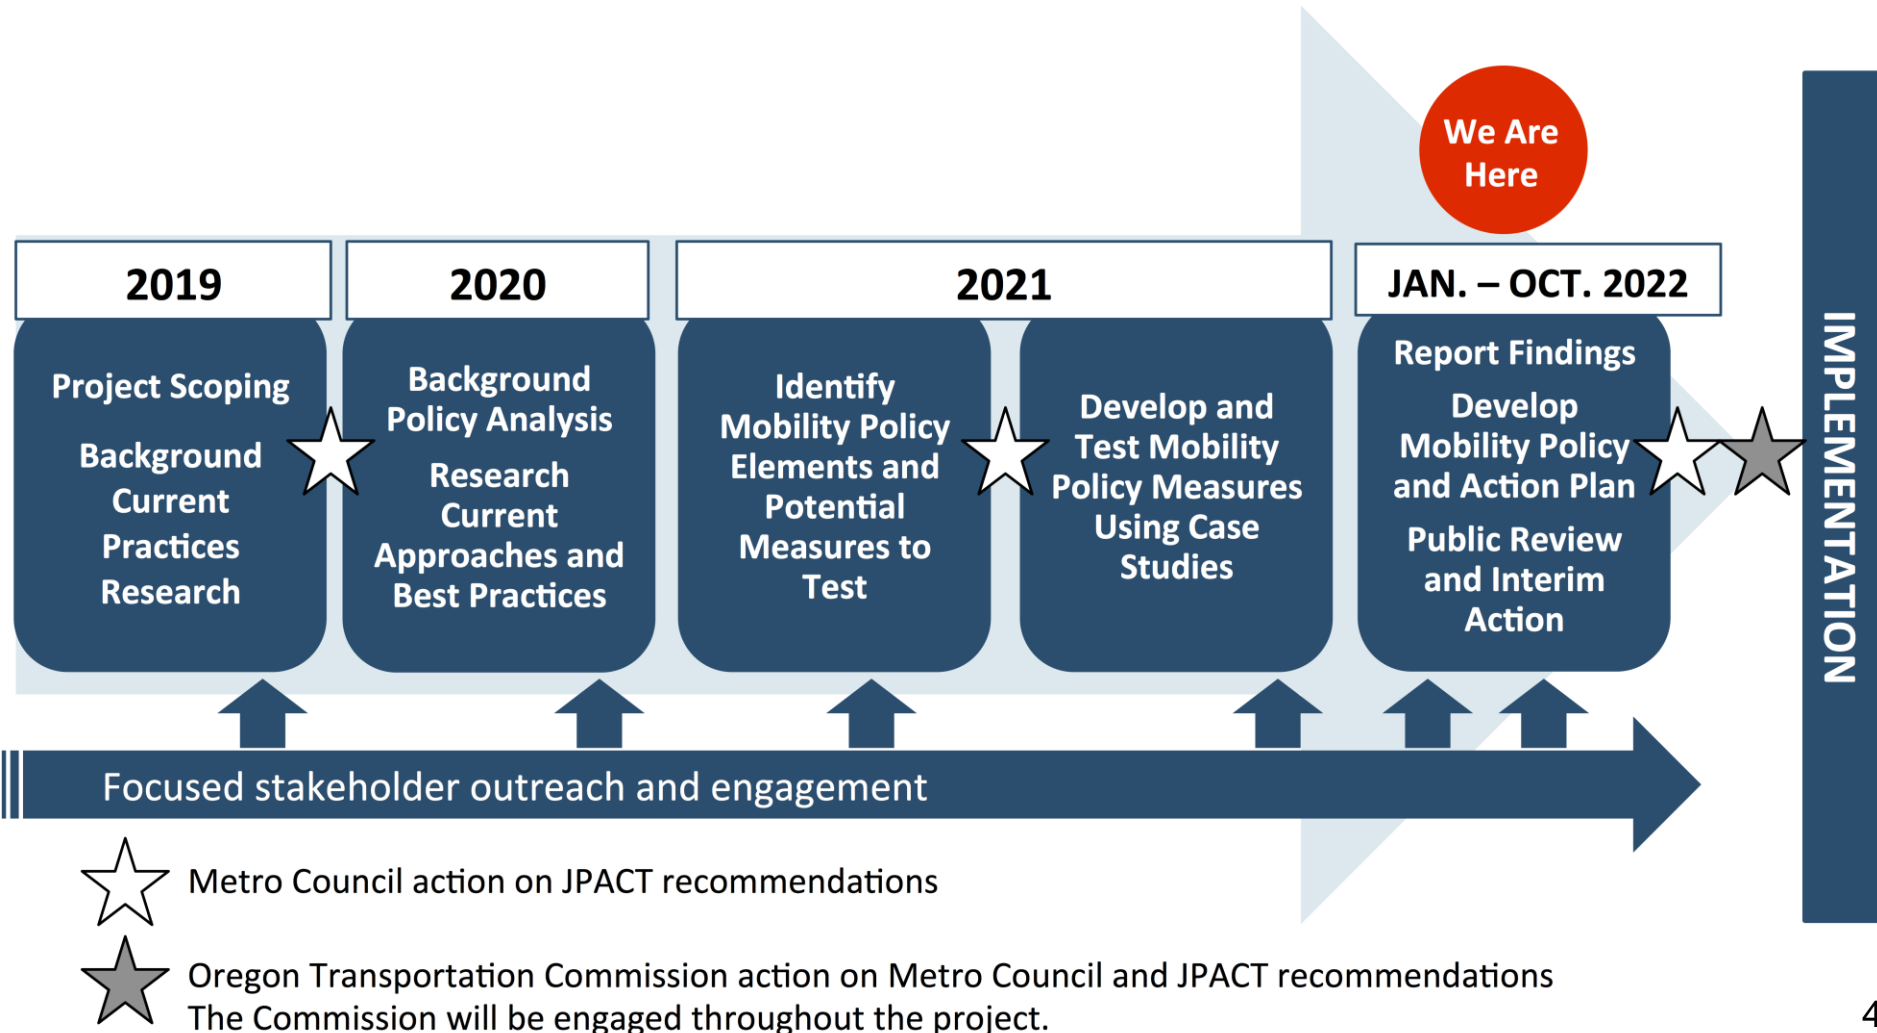 We Are
Here
2019
2020
2021
JAN. – OCT. 2022
Project Scoping
Background
Current
Practices
Research
Background
Policy Analysis
Research
Current
Approaches and
Best Practices
Identify
Mobility Policy
Elements and
Potential
Measures to
Test
Develop and
Test Mobility
Policy Measures
Using Case
Studies
Report Findings
Develop
Mobility Policy
and Action Plan
Public Review
and Interim
Action
IMPLEMENTATION
Focused stakeholder outreach and engagement
Metro Council action on JPACT recommendations
Oregon Transportation Commission action on Metro Council and JPACT recommendations
The Commission will be engaged throughout the project.
4